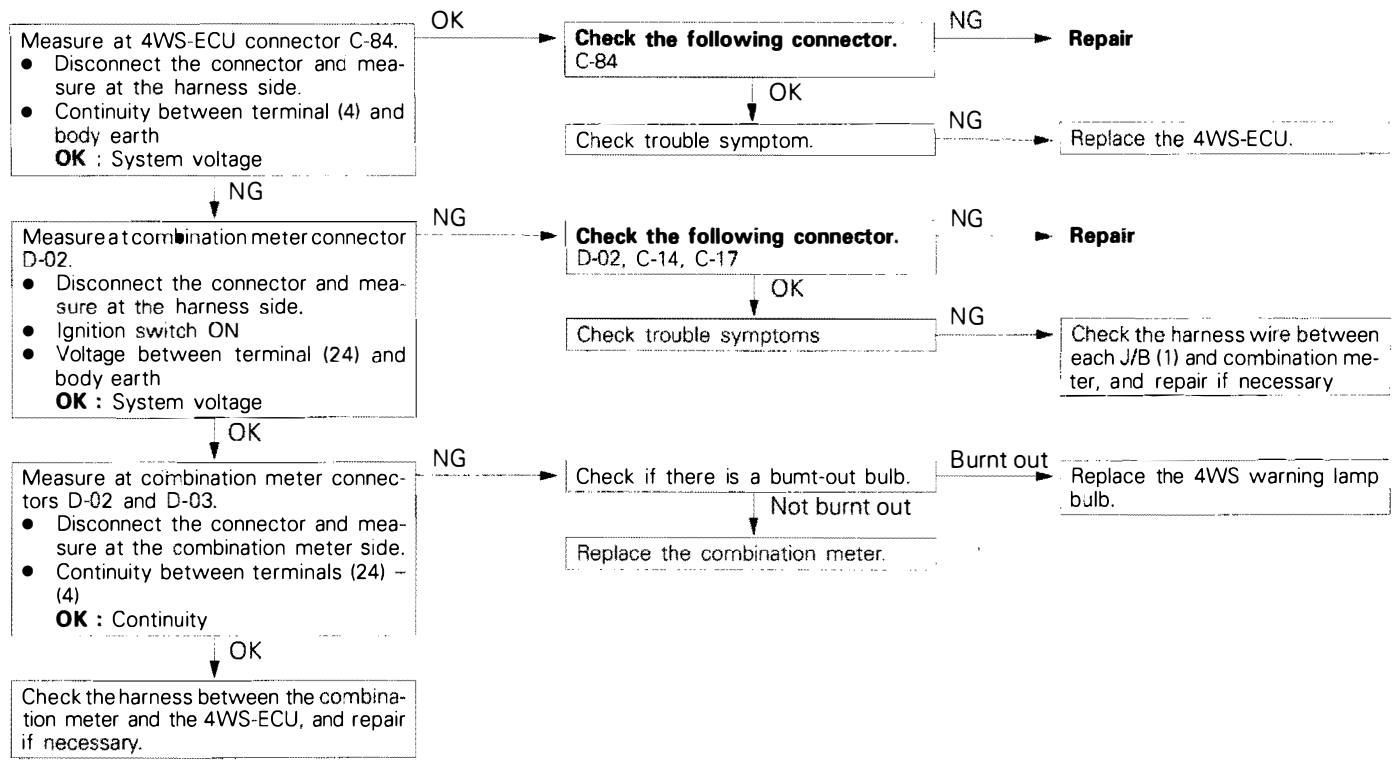 Measure at 4WS-ECU connector C-84.
● Disconnect the connector and mea-
sure at the harness side.
● Continuity between terminal (4) and
body earth
OK : System voltage
OK
Check the following connector.
C-84
NG
Repair
OK
Check trouble symptom.
NG
Replace the 4WS-ECU.
NG
Measure at combination meter connector
D-02.
● Disconnect the connector and mea-
sure at the harness side.
● Ignition switch ON
● Voltage between terminal (24) and
body earth
OK : System voltage
NG
Check the following connector.
D-02, C-14, C-17
NG
Repair
OK
Check trouble symptoms
NG
Check the harness wire between
each J/B (1) and combination me-
ter, and repair if necessary
OK
Measure at combination meter connec-
tors D-02 and D-03.
● Disconnect the connector and mea-
sure at the combination meter side.
● Continuity between terminals (24) –
(4)
OK : Continuity
NG
Check if there is a burnt-out bulb.
Burnt out
Replace the 4WS warning lamp
bulb.
Not burnt out
Replace the combination meter.
OK
Check the harness between the combina-
tion meter and the 4WS-ECU, and repair
if necessary.